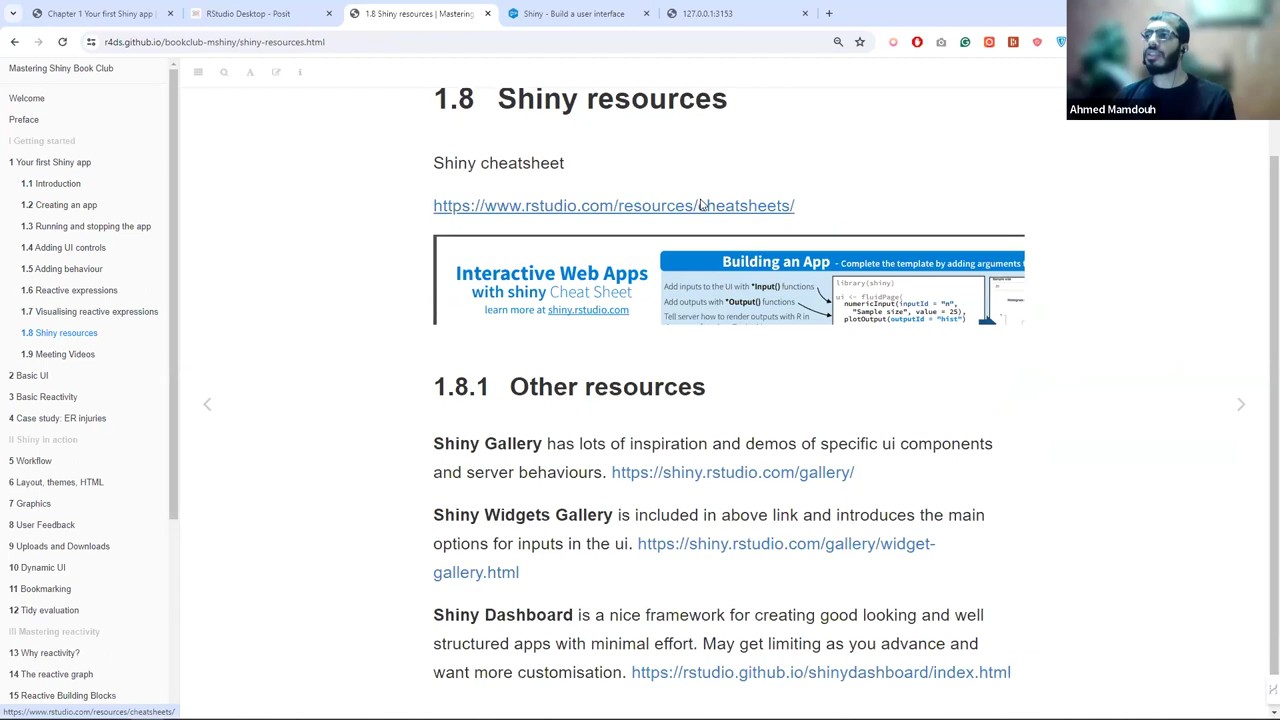 Chapter 1 Your first Shiny app
RStudio Desktop - Posit
1.8 Shiny resources | Mastering
Shiny - Build a user interface
127.0.0.1:3153
r4ds.github.io/bookclub-mshiny/shiny-resources.html
Ahmed Mamdouh
Mastering Shiny Book Club
Welcome
Preface
I Getting started
1 Your first Shiny app
1.1 Introduction
1.2 Creating an app
1.3 Running and stopping the app
1.4 Adding UI controls
1.5 Adding behaviour
1.6 Reactive expressions
1.7 Visualising reactive expressions
1.8 Shiny resources
1.9 Meeting Videos
2 Basic UI
3 Basic Reactivity
4 Case study: ER injuries
II Shiny in action
5 Workflow
6 Layout, themes, HTML
7 Graphics
8 User Feedback
9 Uploads and Downloads
10 Dynamic UI
11 Bookmarking
12 Tidy evaluation
III Mastering reactivity
13 Why reactivity?
14 The reactive graph
15 Reactive Building Blocks
https://www.rstudio.com/resources/cheatsheets/
1.8 Shiny resources
Shiny cheatsheet
https://www.rstudio.com/resources/cheatsheets/
Interactive Web Apps
with shiny Cheat Sheet
learn more at shiny.rstudio.com
Building an App - Complete the template by adding arguments
Add inputs to the UI with *Input() functions
Add outputs with *Output() functions
Tell server how to render outputs with R in
library(shiny)
ui <- fluidPage(
numericInput(inputId = "n",
"Sample size", value = 25),
plotOutput(outputId = "hist")
1.8.1 Other resources
Shiny Gallery has lots of inspiration and demos of specific ui components
and server behaviours. https://shiny.rstudio.com/gallery/
Shiny Widgets Gallery is included in above link and introduces the main
options for inputs in the ui. https://shiny.rstudio.com/gallery/widget-
gallery.html
Shiny Dashboard is a nice framework for creating good looking and well
structured apps with minimal effort. May get limiting as you advance and
want more customisation. https://rstudio.github.io/shinydashboard/index.html